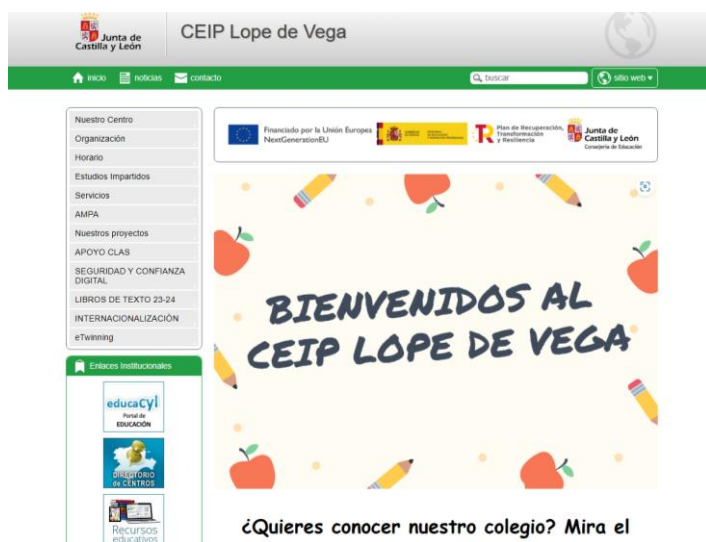 Junta de
Castilla y León
CEIP Lope de Vega
inicio noticias contacto buscar sitio web
Nuestro Centro
Organización
Horario
Estudios Impartidos
Servicios
AMPA
Nuestros proyectos
APOYO CLAS
SEGURIDAD Y CONFIANZA
DIGITAL
LIBROS DE TEXTO 23-24
INTERNACIONALIZACIÓN
eTwinning
Enlaces Institucionales
educacyl
Portal de
EDUCACIÓN
DIRECTORIO
de CENTROS
Recursos
educativos
Financiado por la Unión Europea
NextGenerationEU
Plan de Recuperación,
Transformación
y Resiliencia
Junta de
Castilla y León
Consejería de Educación
BIENVENIDOS AL
CEIP LOPE DE VEGA
¿Quieres conocer nuestro colegio? Mira el